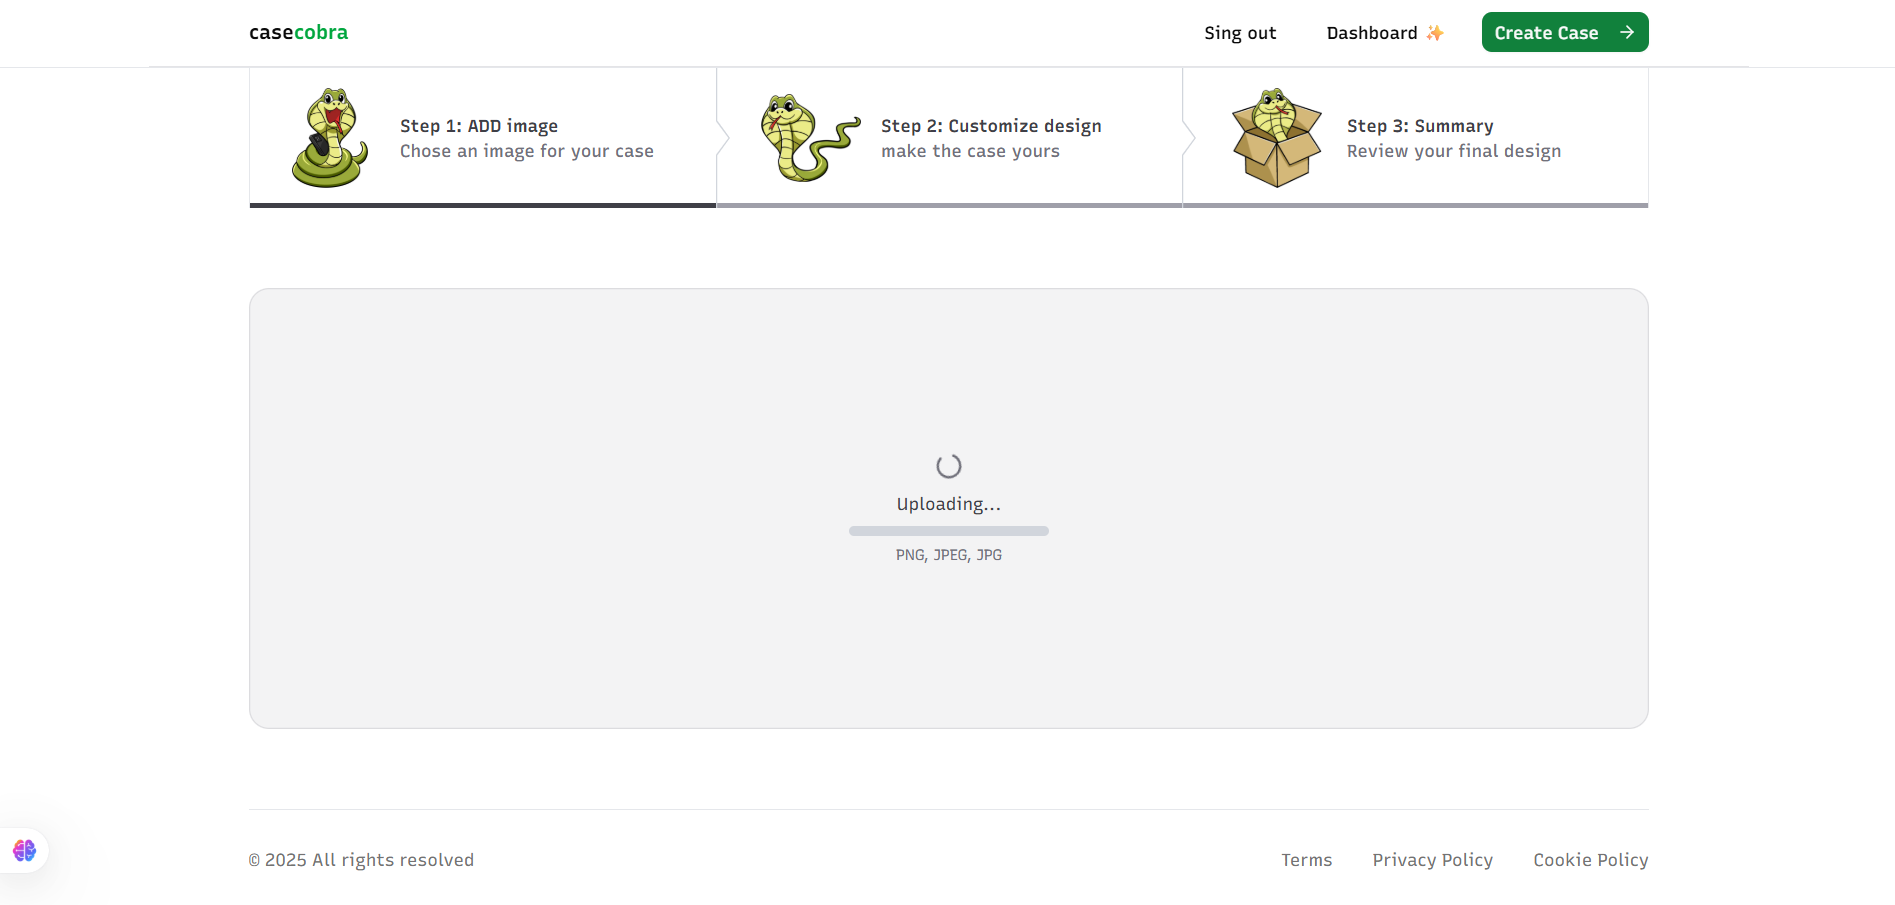 casecobra
Sing out
Dashboard ✨
Create Case →
Step 1: ADD image
Chose an image for your case
Step 2: Customize design
make the case yours
Step 3: Summary
Review your final design
Uploading...
PNG, JPEG, JPG
© 2025 All rights resolved
Terms
Privacy Policy
Cookie Policy